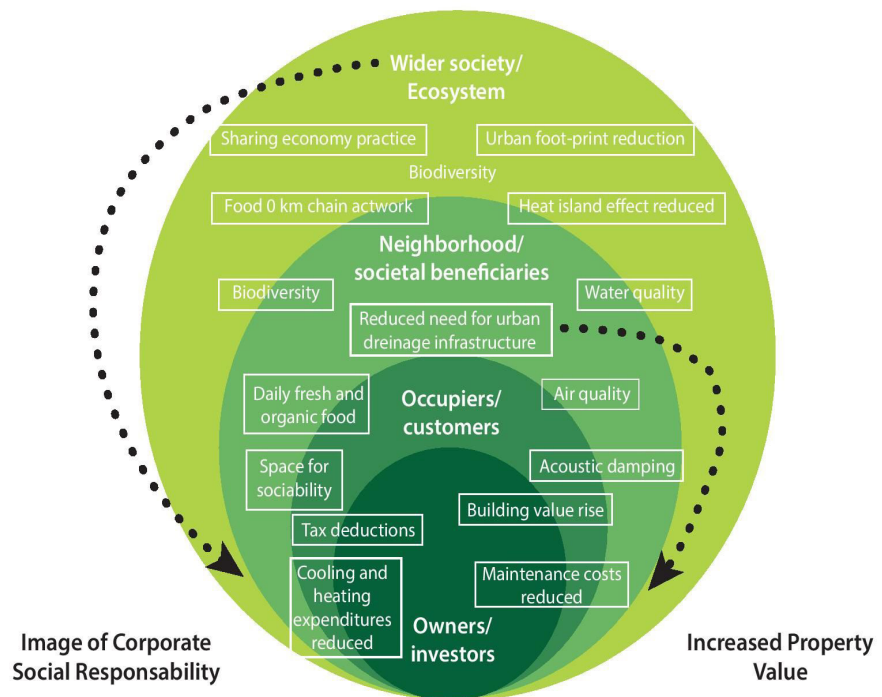 Wider society/
Ecosystem
Sharing economy practice
Urban foot-print reduction
Biodiversity
Food 0 km chain actwork
Heat island effect reduced
Neighborhood/
societal beneficiaries
Biodiversity
Water quality
Reduced need for urban
dreinage infrastructure
Daily fresh and
organic food
Occupiers/
customers
Air quality
Space for
sociability
Acoustic damping
Building value rise
Tax deductions
Cooling and
heating
expenditures
reduced
Maintenance costs
reduced
Owners/
investors
Image of Corporate
Social Responsability
Increased Property
Value